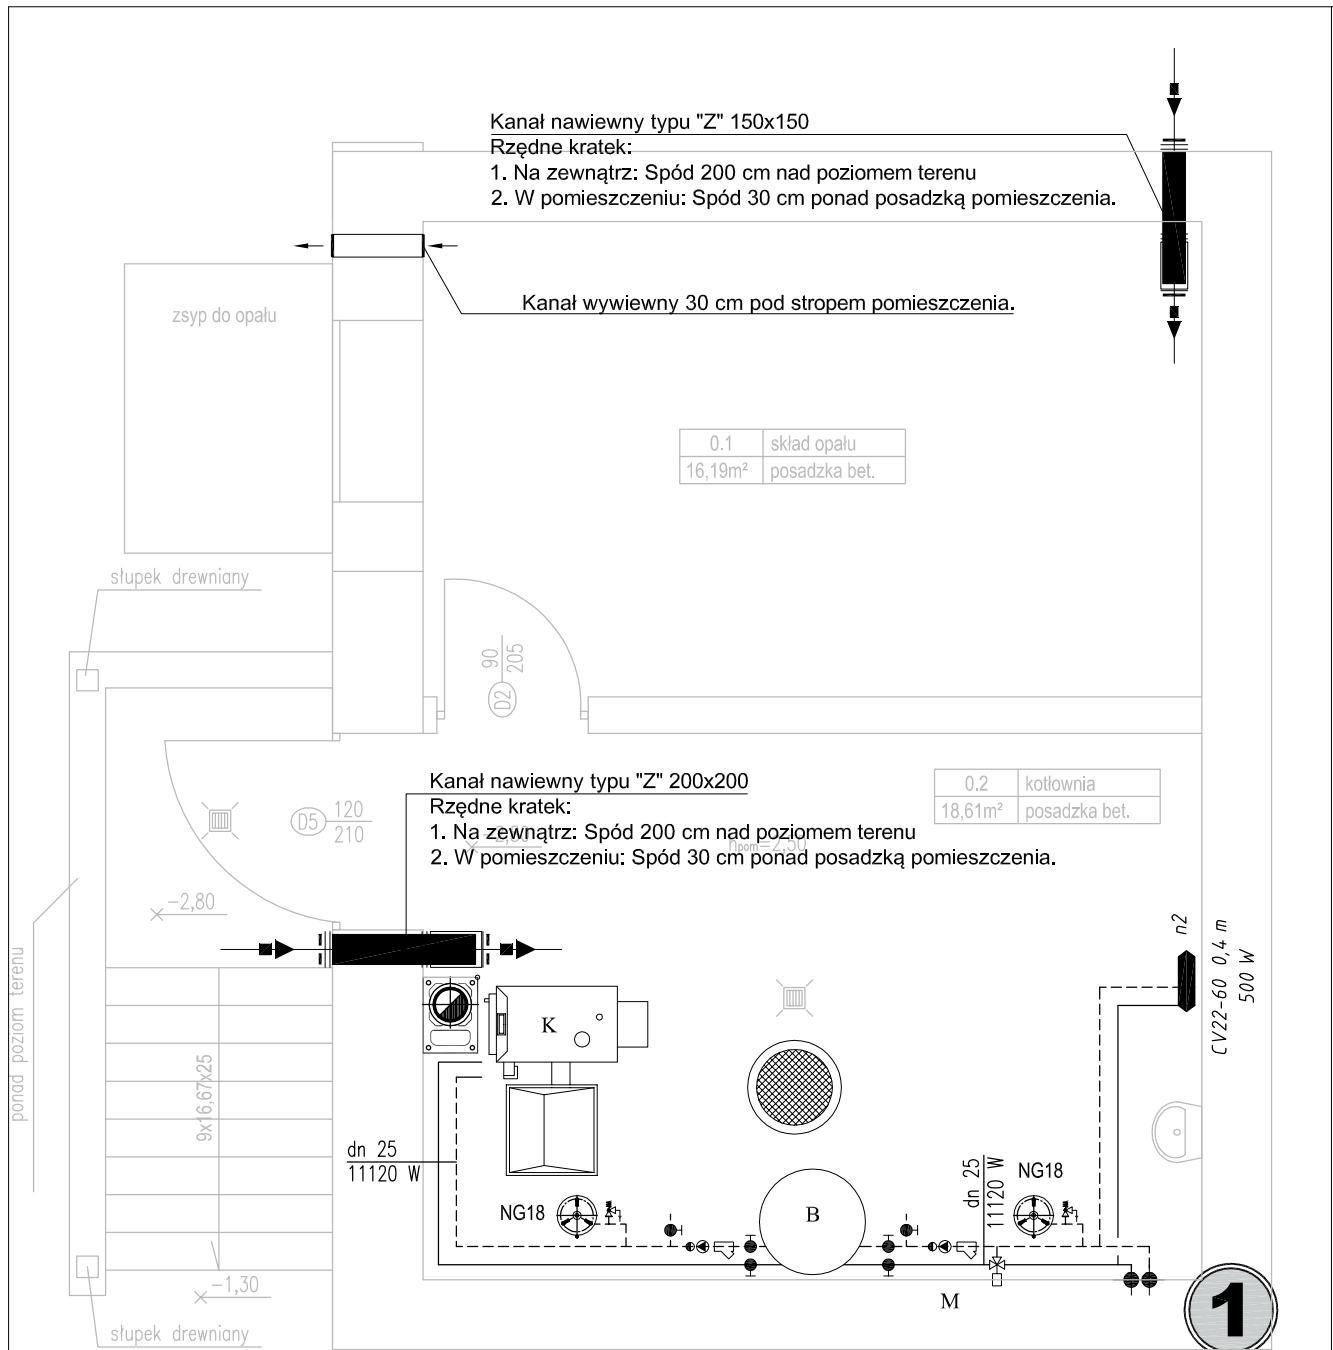 Kanał nawiewny typu "Z" 150x150
Rzędne kratek:
1. Na zewnątrz: Spód 200 cm nad poziomem terenu
2. W pomieszczeniu: Spód 30 cm ponad posadzką pomieszczenia.
Kanał wywiewny 30 cm pod stropem pomieszczenia.
zsyp do opału
0.1 skład opału
16,19m² posadzka bet.
słupek drewniany
90
205
D2
Kanał nawiewny typu "Z" 200x200
Rzędne kratek:
1. Na zewnątrz: Spód 200 cm nad poziomem terenu
2. W pomieszczeniu: Spód 30 cm ponad posadzką pomieszczenia.
0.2 kotłownia
18,61m² posadzka bet.
D5 120
210
-2,80
hpom=2,50
-2,80
ponad poziom terenu
9x16,67x25
n2
CV22-60 0,4 m
500 W
K
dn 25
11120 W
NG18
B
dn 25
11120 W
NG18
M
-1,30
słupek drewniany
1